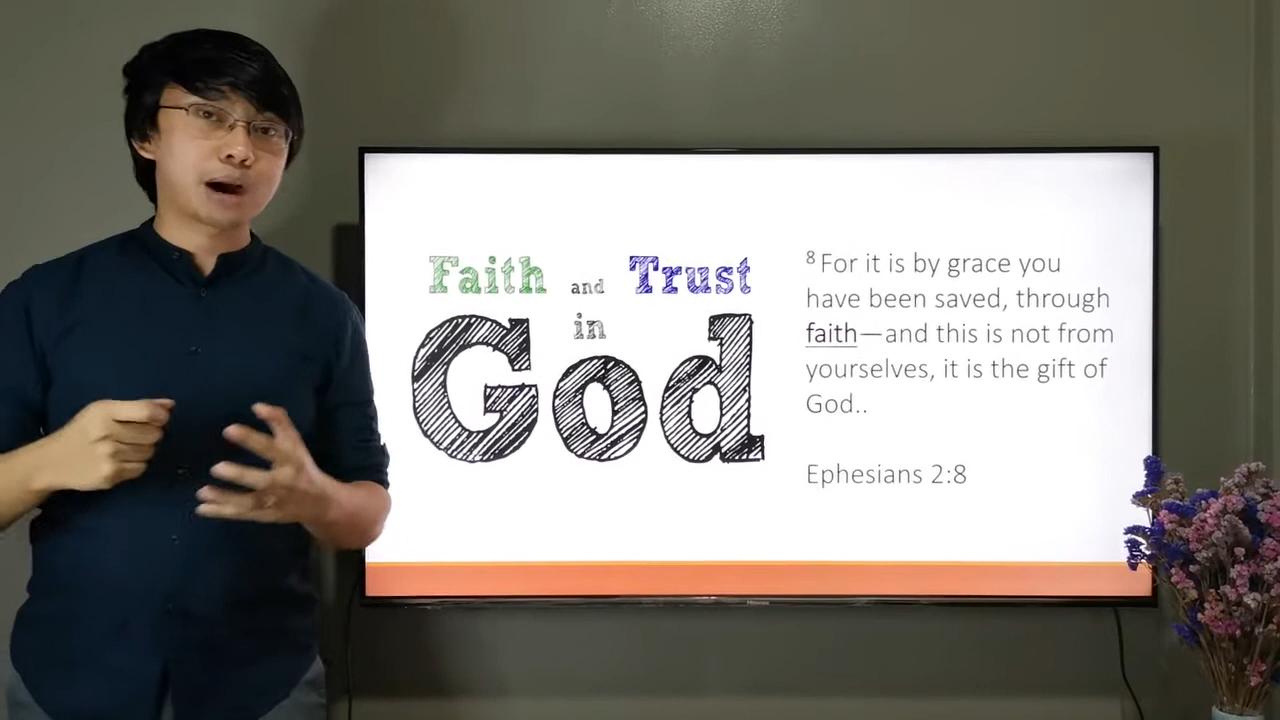 Faith and Trust
in
God
8 For it is by grace you
have been saved, through
faith—and this is not from
yourselves, it is the gift of
God..
Ephesians 2:8
Hisense